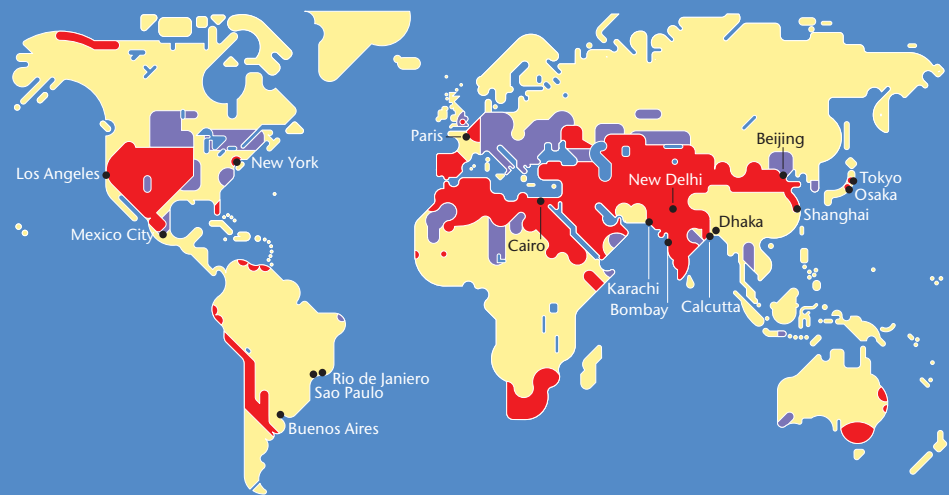 Beijing
Paris
New York
Los Angeles
New Delhi
Tokyo
Osaka
Shanghai
Dhaka
Mexico City
Cairo
Karachi
Bombay
Calcutta
Rio de Janiero
Sao Paulo
Buenos Aires